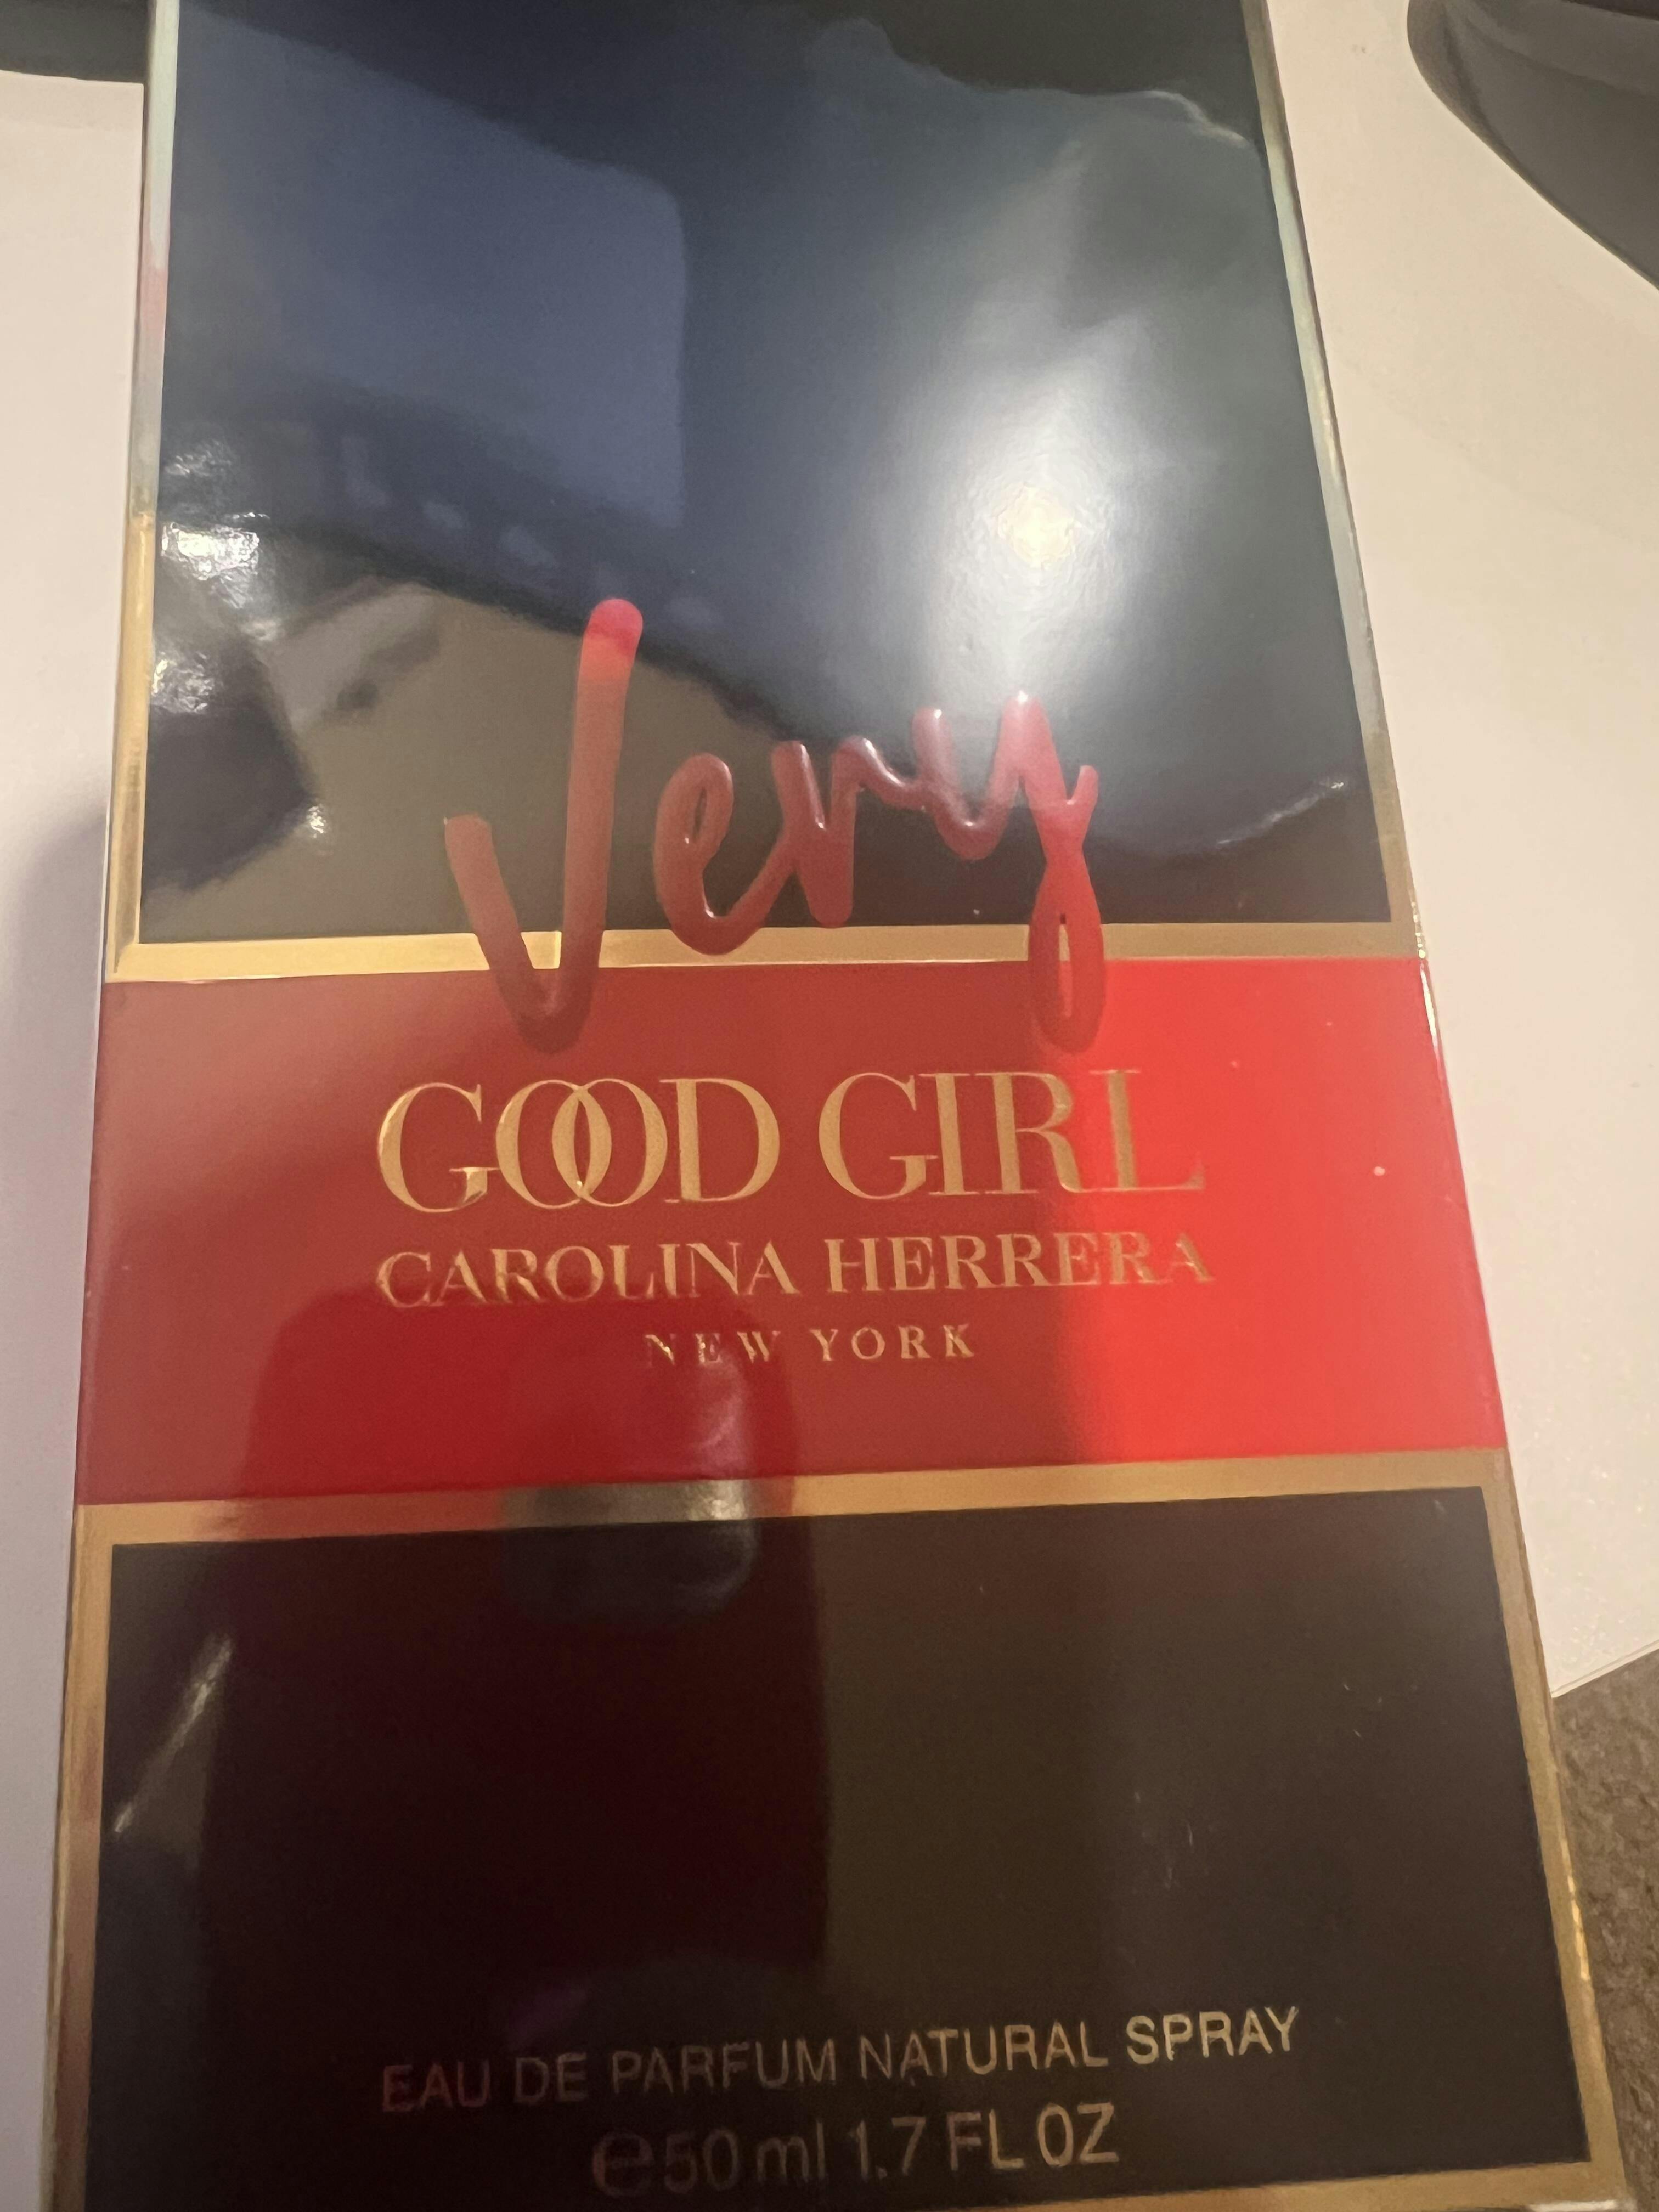 Very
GOOD GIRL
CAROLINA HERRERA
NEW YORK
EAU DE PARFUM NATURAL SPRAY
℮50 ml 1.7 FL OZ